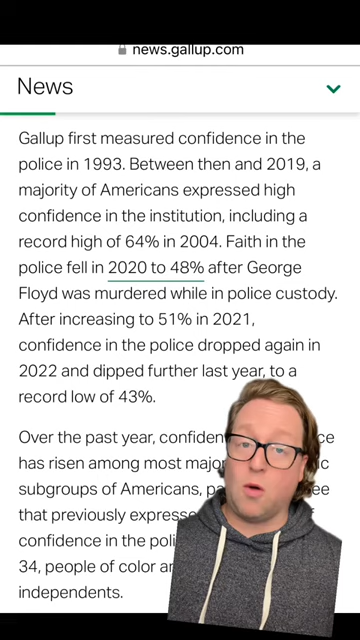 news.gallup.com
News
Gallup first measured confidence in the
police in 1993. Between then and 2019, a
majority of Americans expressed high
confidence in the institution, including a
record high of 64% in 2004. Faith in the
police fell in 2020 to 48% after George
Floyd was murdered while in police custody.
After increasing to 51% in 2021,
confidence in the police dropped again in
2022 and dipped further last year, to a
record low of 43%.
Over the past year,
has risen among most
subgroups of Americans,
that previously
confidence in the
34, people of color
independents.